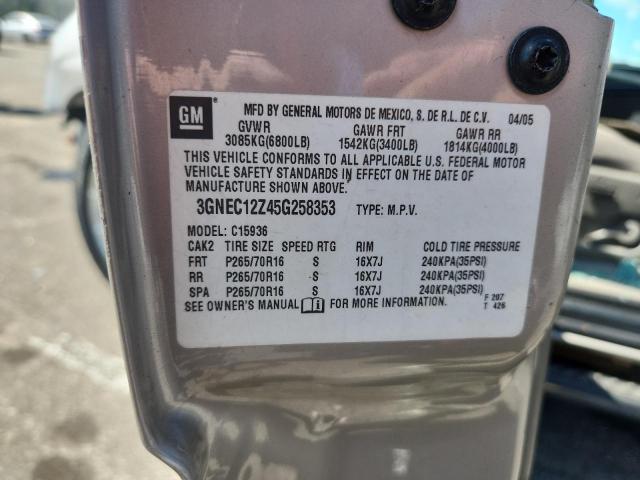 GM
MFD BY GENERAL MOTORS DE MEXICO, S. DE R.L. DE C.V. 04/05
GVWR GAWR FRT GAWR RR
3085KG(6800LB) 1542KG(3400LB) 1814KG(4000LB)
THIS VEHICLE CONFORMS TO ALL APPLICABLE U.S. FEDERAL MOTOR
VEHICLE SAFETY STANDARDS IN EFFECT ON THE DATE OF
MANUFACTURE SHOWN ABOVE.
3GNEC12Z45G258353 TYPE: M.P.V.
MODEL: C15936
CAK2 TIRE SIZE SPEED RTG RIM COLD TIRE PRESSURE
FRT P265/70R16 S 16X7J 240KPA(35PSI)
RR P265/70R16 S 16X7J 240KPA(35PSI)
SPA P265/70R16 S 16X7J 240KPA(35PSI)
SEE OWNER'S MANUAL FOR MORE INFORMATION.
F 207
T 426